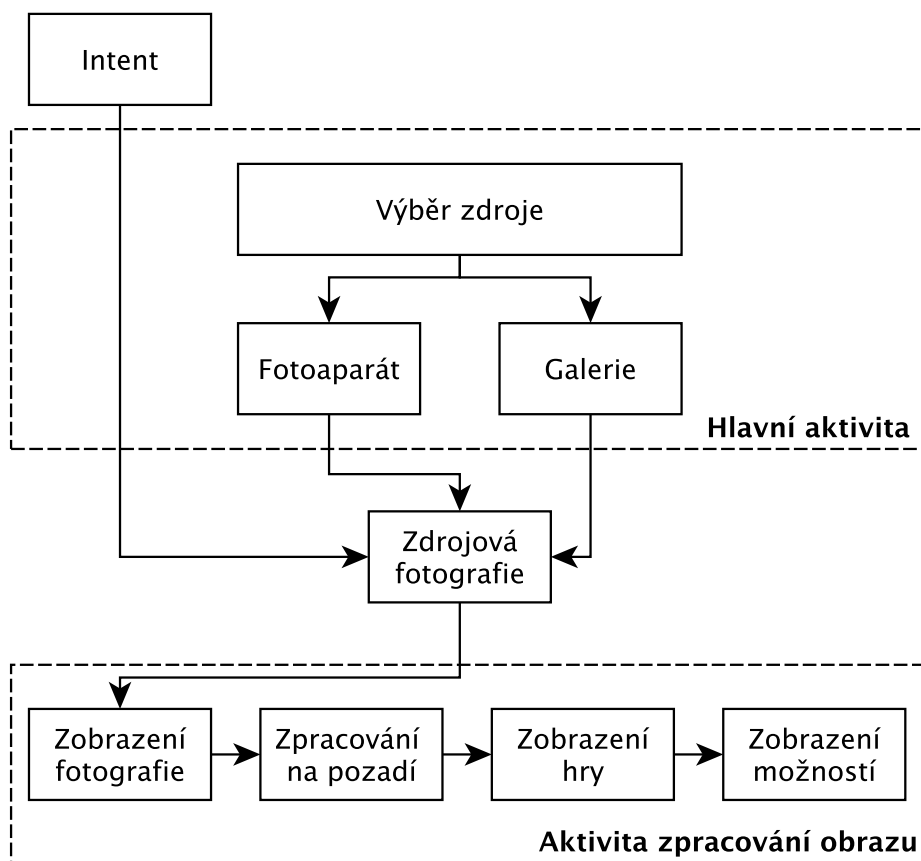 Intent
Výběr zdroje
Fotoaparát
Galerie
Hlavní aktivita
Zdrojová
fotografie
Zobrazení
fotografie
Zpracování
na pozadí
Zobrazení
hry
Zobrazení
možností
Aktivita zpracování obrazu